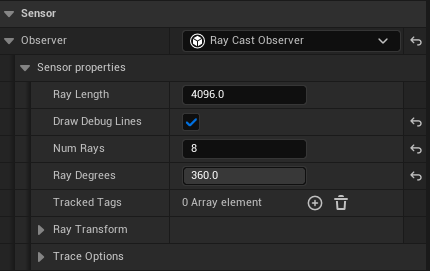 Sensor
Observer Ray Cast Observer
Sensor properties
Ray Length 4096.0
Draw Debug Lines
Num Rays 8
Ray Degrees 360.0
Tracked Tags 0 Array element
Ray Transform
Trace Options